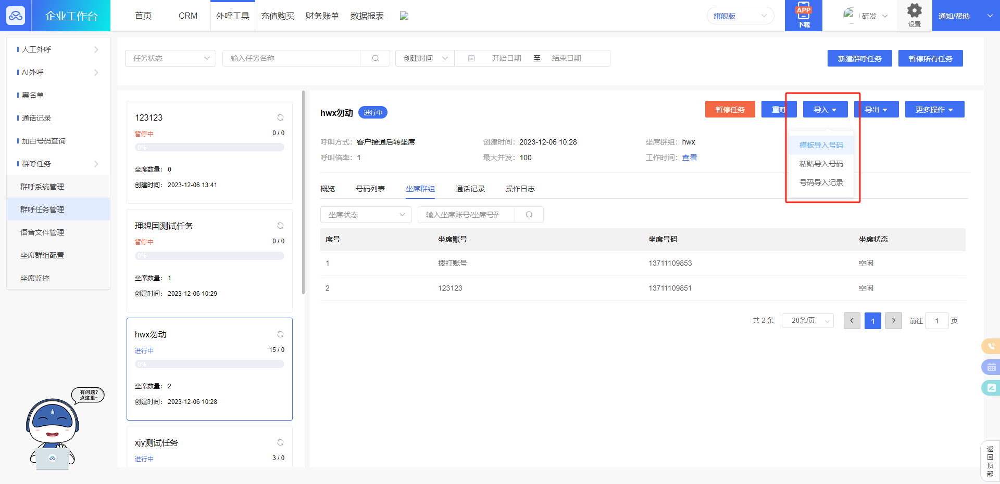 企业工作台
首页
CRM
外呼工具
充值购买
财务账单
数据报表
旗舰版
APP
下载
研发
设置
通知/帮助
人工外呼
AI外呼
黑名单
通话记录
加白号码查询
群呼任务
群呼系统管理
群呼任务管理
语音文件管理
坐席群组配置
坐席监控
有问题?
点这里~
任务状态
输入任务名称
创建时间
开始日期
至
结束日期
新建群呼任务
暂停所有任务
123123
暂停中
0 / 0
0%
坐席数量： 0
创建时间： 2023-12-06 13:41
理想国测试任务
暂停中
0 / 0
0%
坐席数量： 1
创建时间： 2023-12-06 10:29
hwx勿动
进行中
15 / 0
0%
坐席数量： 2
创建时间： 2023-12-06 10:28
xjy测试任务
进行中
3 / 0
hwx勿动
进行中
暂停任务
重呼
导入
导出
更多操作
模板导入号码
粘贴导入号码
号码导入记录
呼叫方式：客户接通后转坐席
创建时间：2023-12-06 10:28
坐席群组：hwx
呼叫倍率：1
最大并发：100
工作时间：查看
概览
号码列表
坐席群组
通话记录
操作日志
坐席状态
输入坐席账号/坐席号码
序号
坐席账号
坐席号码
坐席状态
1
拨打账号
13711109853
空闲
2
123123
13711109851
空闲
共 2 条
20条/页
1
前往
1
页
返
回
顶
部